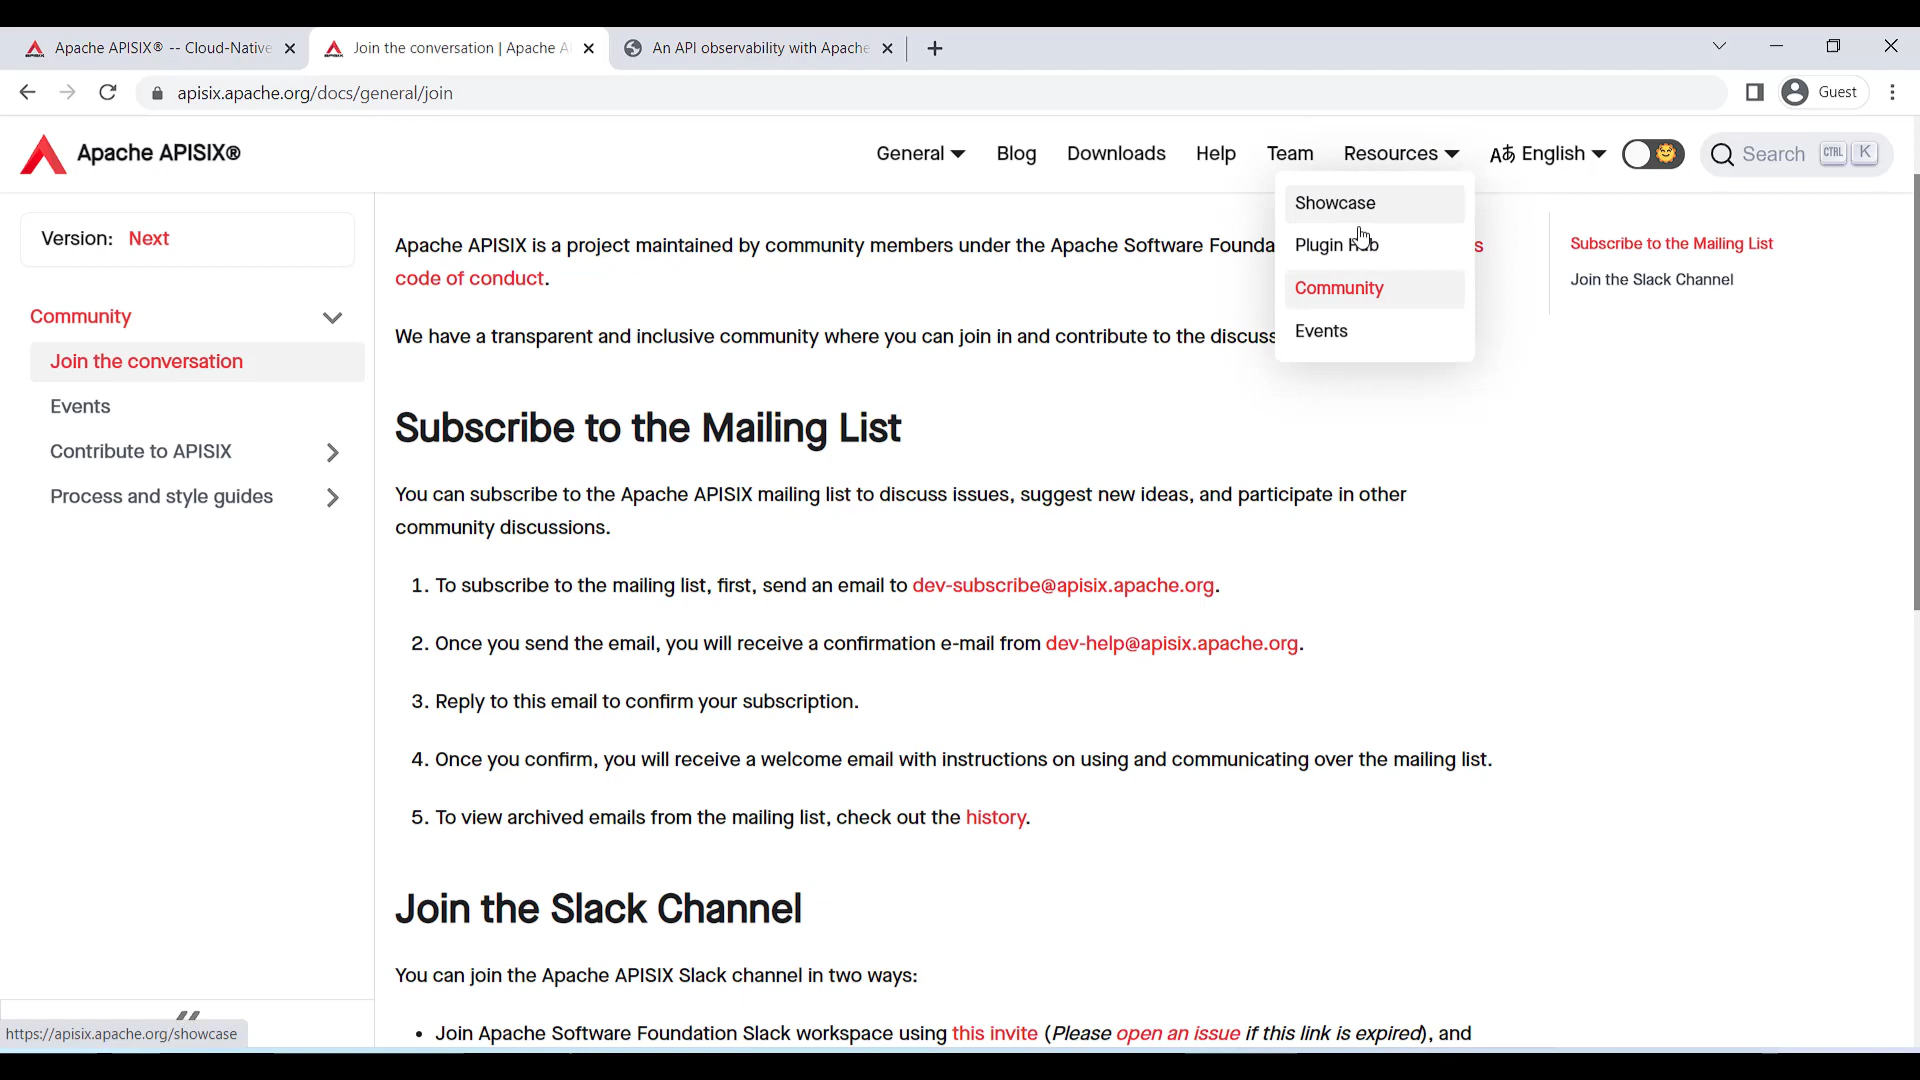 Apache APISIX® -- Cloud-Native
Join the conversation | Apache A
An API observability with Apache
apisix.apache.org/docs/general/join
Guest
Apache APISIX®
General
Blog
Downloads
Help
Team
Resources
English
Search
CTRL
K
Showcase
Plugin Hub
Community
Events
Version: Next
Community
Join the conversation
Events
Contribute to APISIX
Process and style guides
Apache APISIX is a project maintained by community members under the Apache Software Founda s
code of conduct.
We have a transparent and inclusive community where you can join in and contribute to the discuss
Subscribe to the Mailing List
You can subscribe to the Apache APISIX mailing list to discuss issues, suggest new ideas, and participate in other
community discussions.
1. To subscribe to the mailing list, first, send an email to dev-subscribe@apisix.apache.org.
2. Once you send the email, you will receive a confirmation e-mail from dev-help@apisix.apache.org.
3. Reply to this email to confirm your subscription.
4. Once you confirm, you will receive a welcome email with instructions on using and communicating over the mailing list.
5. To view archived emails from the mailing list, check out the history.
Join the Slack Channel
You can join the Apache APISIX Slack channel in two ways:
• Join Apache Software Foundation Slack workspace using this invite (Please open an issue if this link is expired), and
Subscribe to the Mailing List
Join the Slack Channel
https://apisix.apache.org/showcase